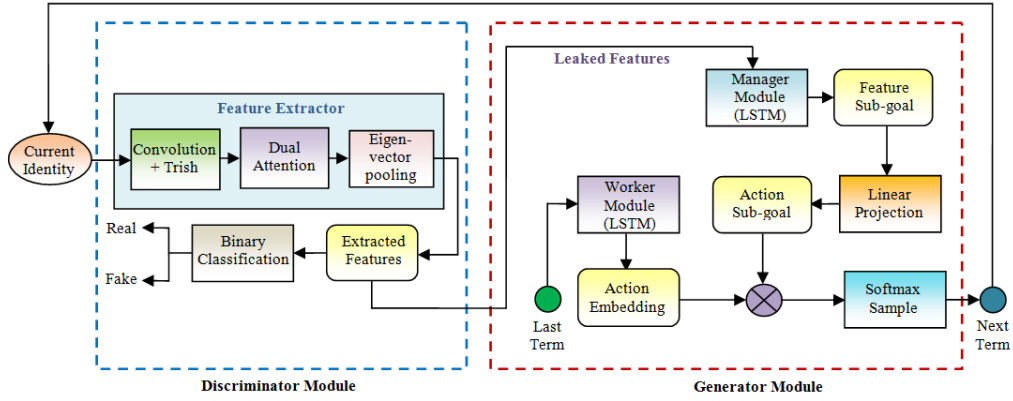 Leaked Features
Manager
Module
(LSTM)
Feature
Sub-goal
Feature Extractor
Current
Identity
Convolution
+ Trish
Dual
Attention
Eigen-
vector
pooling
Worker
Module
(LSTM)
Action
Sub-goal
Linear
Projection
Real
Fake
Binary
Classification
Extracted
Features
Last
Term
Action
Embedding
Softmax
Sample
Next
Term
Discriminator Module
Generator Module